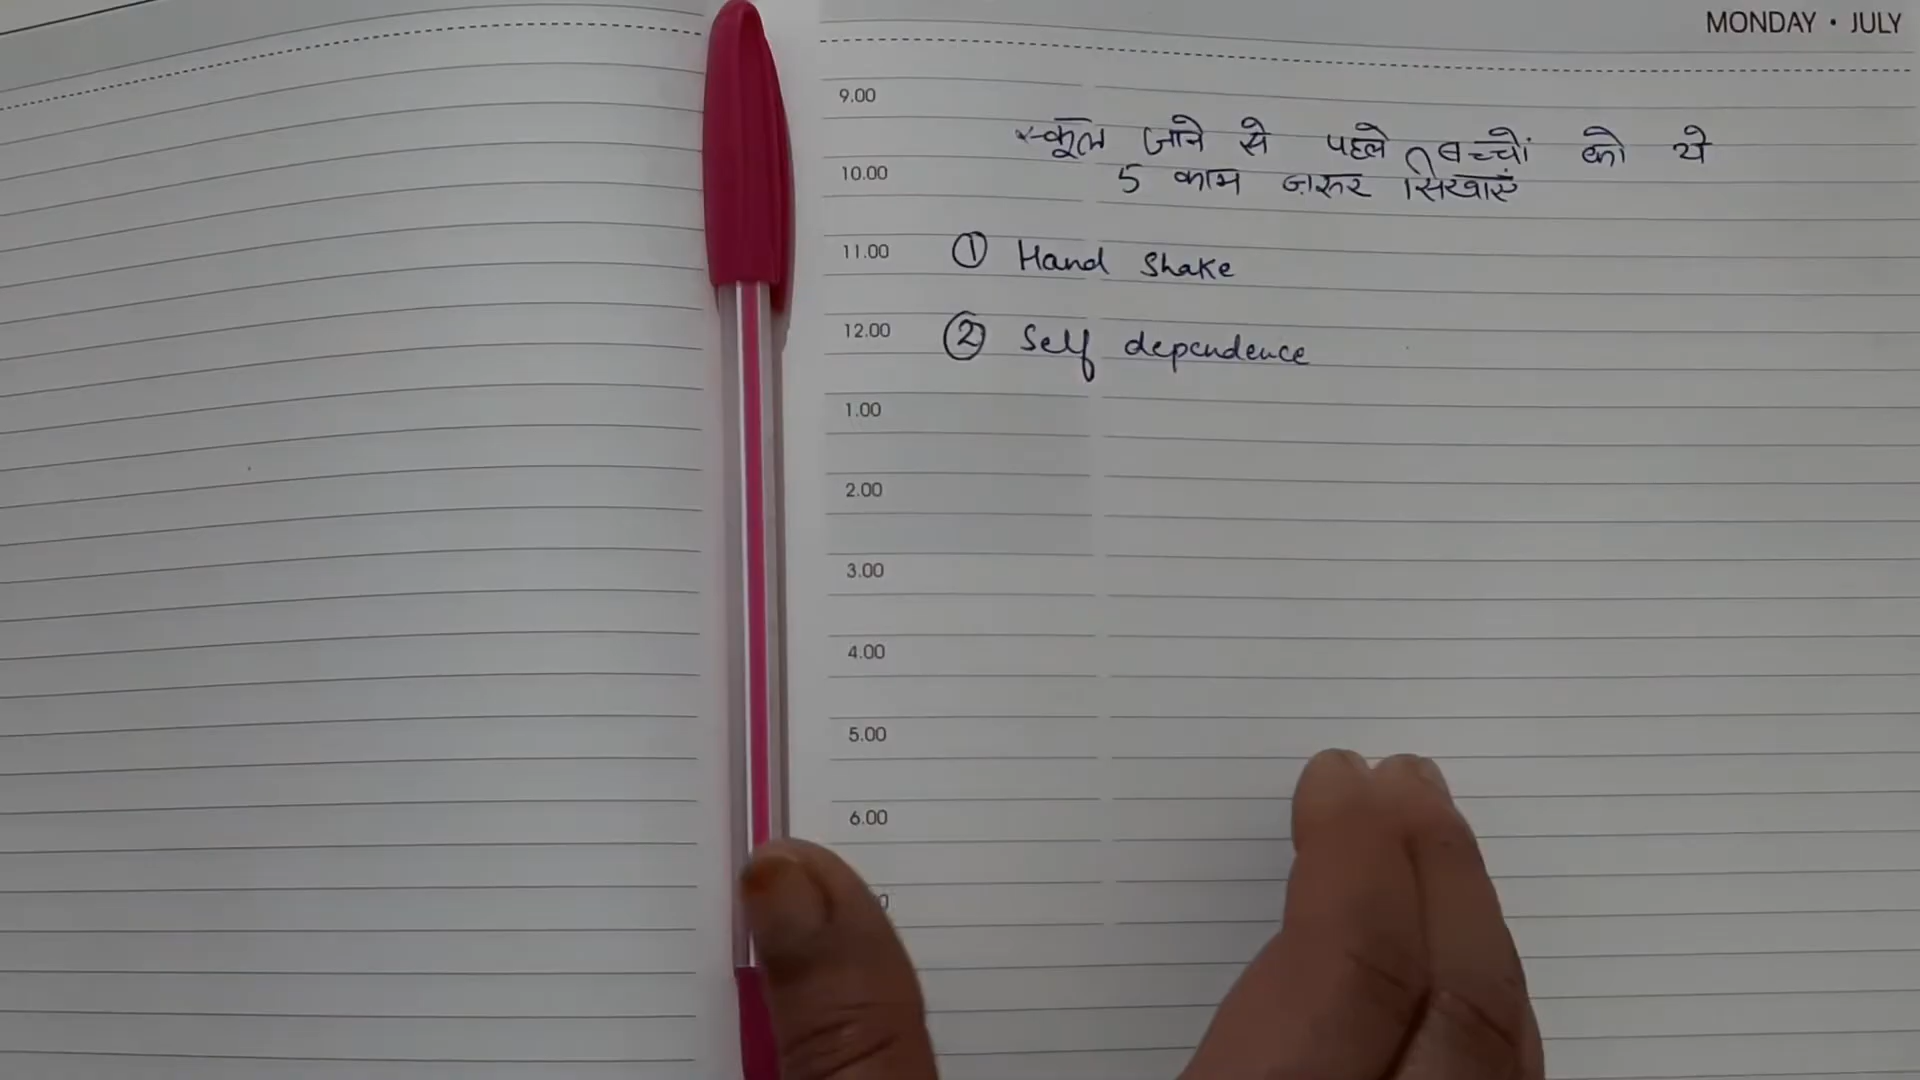 MONDAY • JULY
9.00
स्कूल जाने से पहले बच्चों को ये
10.00
5 काम ज़रूर सिखाएं
11.00
① Hand Shake
12.00
② Self dependence
1.00
2.00
3.00
4.00
5.00
6.00